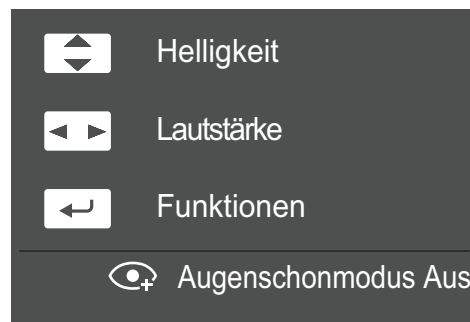 Helligkeit
Lautstärke
Funktionen
Augenschonmodus Aus